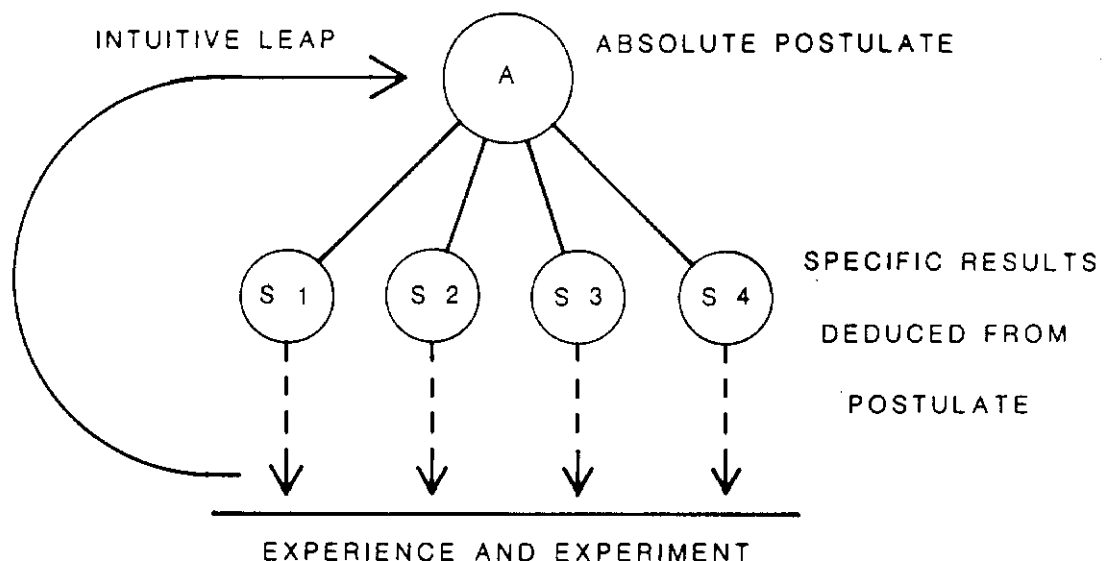 INTUITIVE LEAP
ABSOLUTE POSTULATE
A
S 1
S 2
S 3
S 4
SPECIFIC RESULTS
DEDUCED FROM
POSTULATE
EXPERIENCE AND EXPERIMENT